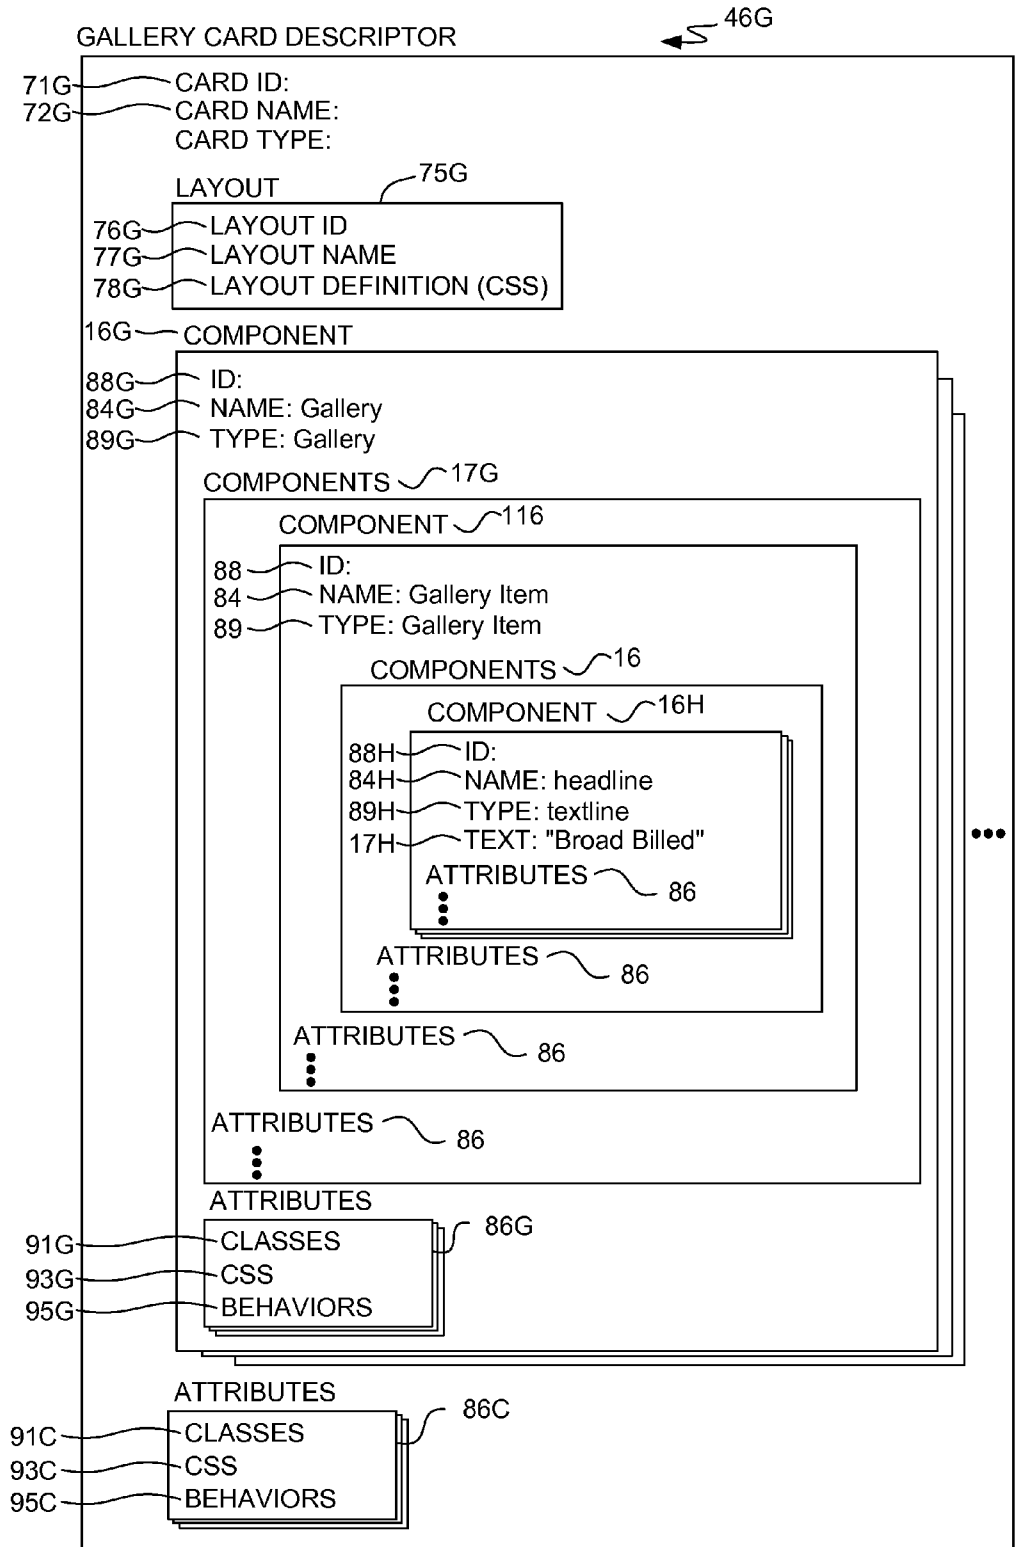 46G
GALLERY CARD DESCRIPTOR
71G CARD ID:
72G CARD NAME:
CARD TYPE:
75G
LAYOUT
76G LAYOUT ID
77G LAYOUT NAME
78G LAYOUT DEFINITION (CSS)
16G COMPONENT
88G ID:
84G NAME: Gallery
89G TYPE: Gallery
COMPONENTS 17G
COMPONENT 116
88 ID:
84 NAME: Gallery Item
89 TYPE: Gallery Item
COMPONENTS 16
COMPONENT 16H
88H ID:
84H NAME: headline
89H TYPE: textline
17H TEXT: "Broad Billed"
ATTRIBUTES 86
ATTRIBUTES 86
ATTRIBUTES 86
ATTRIBUTES 86
ATTRIBUTES
86G
91G CLASSES
93G CSS
95G BEHAVIORS
ATTRIBUTES
86C
91C CLASSES
93C CSS
95C BEHAVIORS